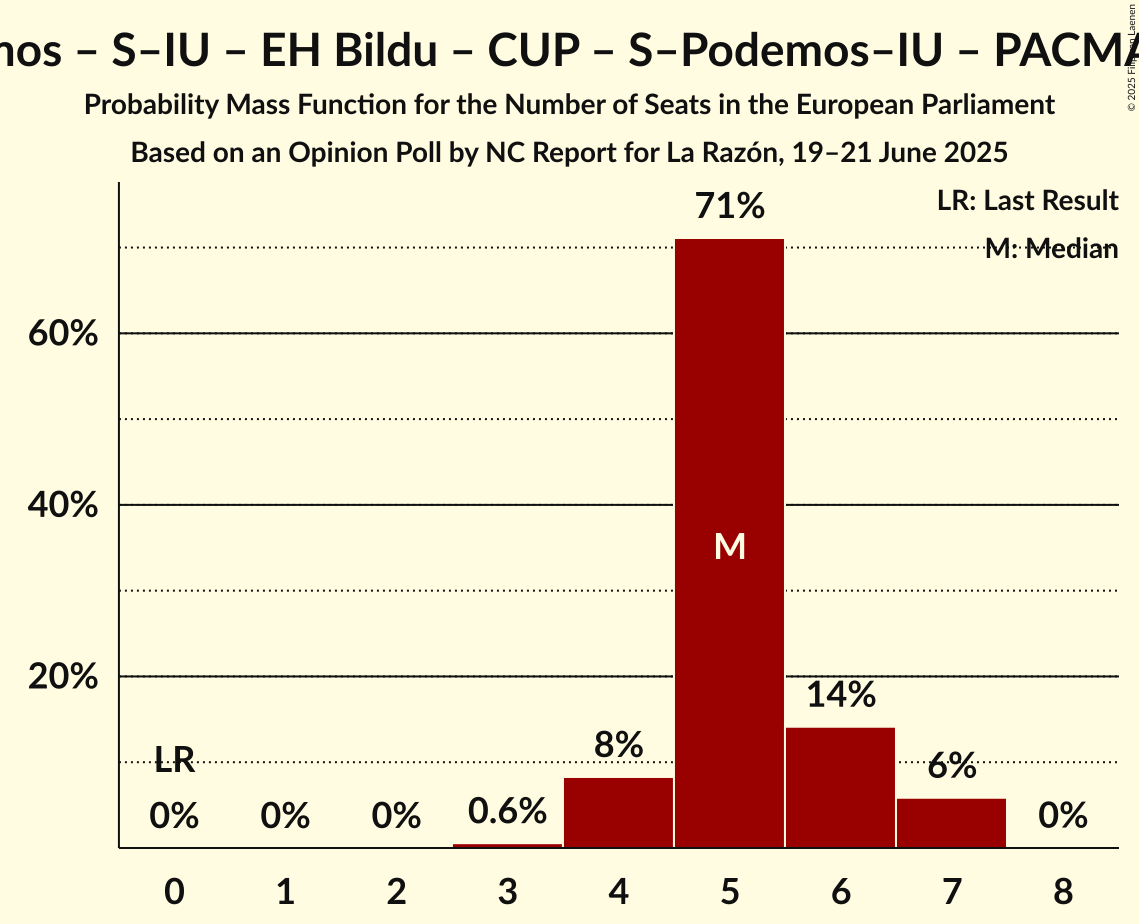 – S–IU – EH Bildu – CUP – S–Podemos–IU –
Probability Mass Function for the Number of Seats in the European Parliament
Based on an Opinion Poll by NC Report for La Razón, 19–21 June 2025
© 2025 Filip van Laenen
LR: Last Result
M: Median
71%
60%
40%
M
20%
14%
8%
LR
6%
0% 0% 0% 0.6% 0%
0 1 2 3 4 5 6 7 8